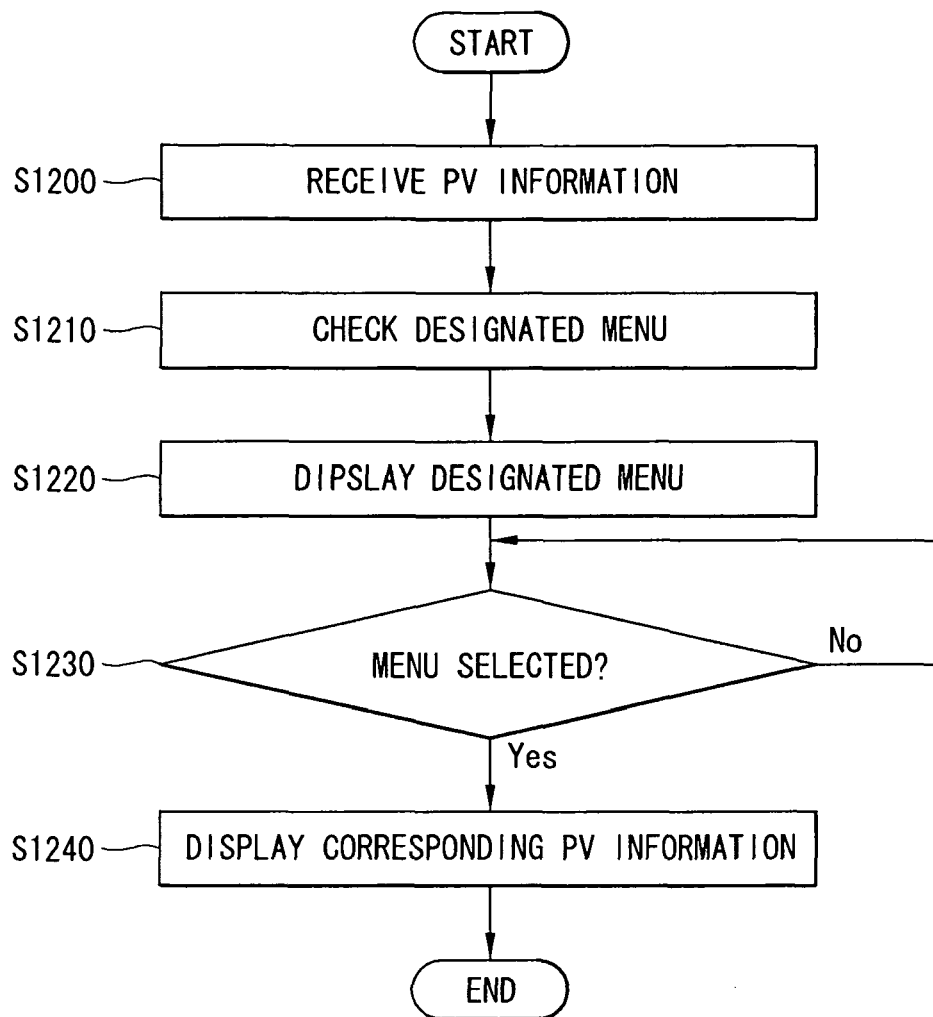 START
S1200
RECEIVE PV INFORMATION
S1210
CHECK DESIGNATED MENU
S1220
DIPSLAY DESIGNATED MENU
S1230
MENU SELECTED?
No
Yes
S1240
DISPLAY CORRESPONDING PV INFORMATION
END